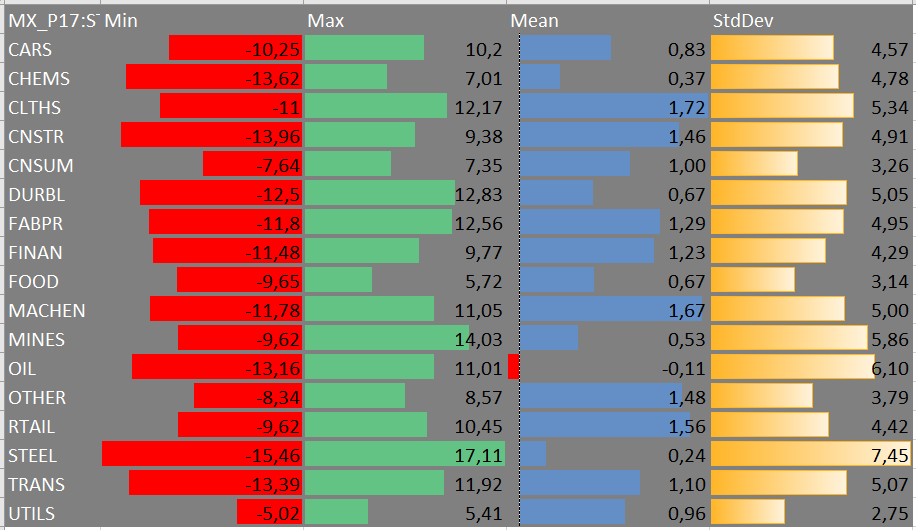 MX_P17:S Min Max Mean StdDev
CARS -10,25 10,2 0,83 4,57
CHEMS -13,62 7,01 0,37 4,78
CLTHS -11 12,17 1,72 5,34
CNSTR -13,96 9,38 1,46 4,91
CNSUM -7,64 7,35 1,00 3,26
DURBL -12,5 12,83 0,67 5,05
FABPR -11,8 12,56 1,29 4,95
FINAN -11,48 9,77 1,23 4,29
FOOD -9,65 5,72 0,67 3,14
MACHEN -11,78 11,05 1,67 5,00
MINES -9,62 14,03 0,53 5,86
OIL -13,16 11,01 -0,11 6,10
OTHER -8,34 8,57 1,48 3,79
RTAIL -9,62 10,45 1,56 4,42
STEEL -15,46 17,11 0,24 7,45
TRANS -13,39 11,92 1,10 5,07
UTILS -5,02 5,41 0,96 2,75